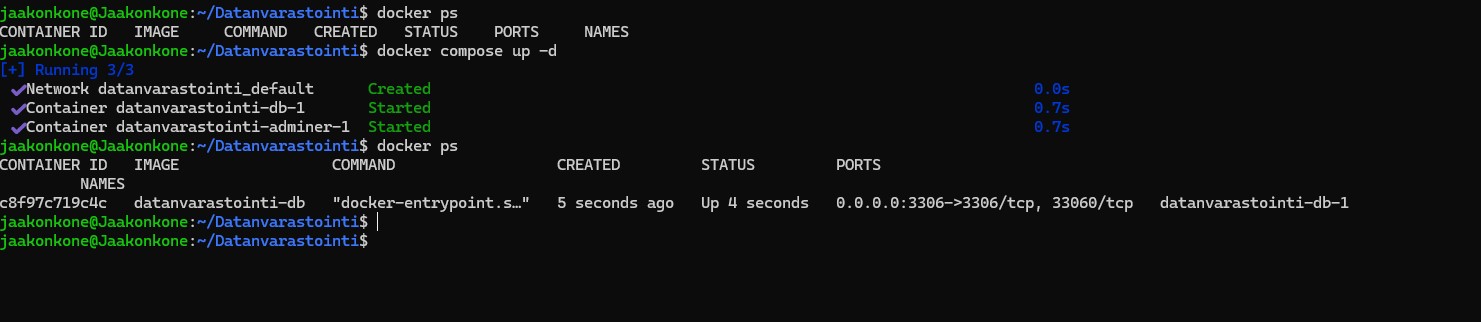 jaakonkone@Jaakonkone:~/Datanvarastointi$ docker ps
CONTAINER ID   IMAGE     COMMAND   CREATED   STATUS    PORTS     NAMES
jaakonkone@Jaakonkone:~/Datanvarastointi$ docker compose up -d
[+] Running 3/3
✔Network datanvarastointi_default      Created      0.0s
✔Container datanvarastointi-db-1       Started      0.7s
✔Container datanvarastointi-adminer-1  Started      0.7s
jaakonkone@Jaakonkone:~/Datanvarastointi$ docker ps
CONTAINER ID   IMAGE                 COMMAND                  CREATED         STATUS         PORTS
NAMES
c8f97c719c4c   datanvarastointi-db   "docker-entrypoint.s…"   5 seconds ago   Up 4 seconds   0.0.0.0:3306->3306/tcp, 33060/tcp   datanvarastointi-db-1
jaakonkone@Jaakonkone:~/Datanvarastointi$
jaakonkone@Jaakonkone:~/Datanvarastointi$